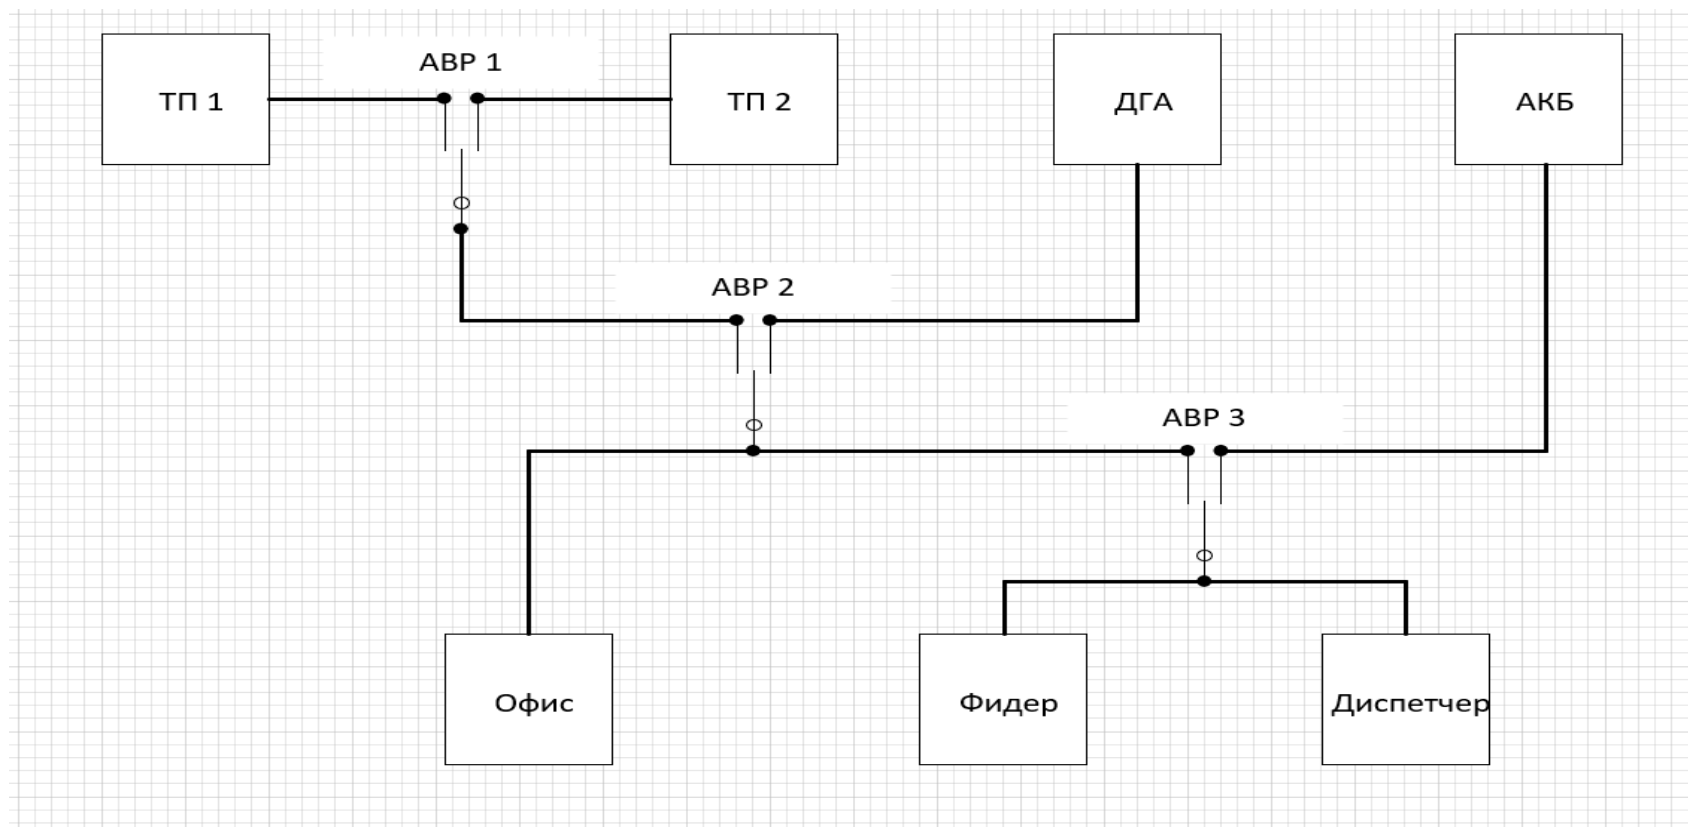 АВР 1
ТП 1
ТП 2
ДГА
АКБ
АВР 2
АВР 3
Офис
Фидер
Диспетчер